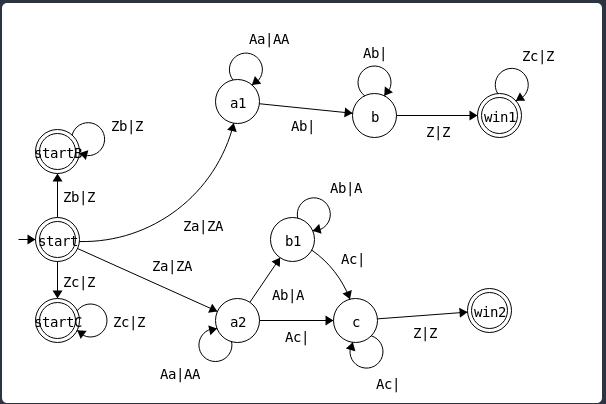 Aa|AA
Ab|
Zc|Z
a1
b
win1
Ab|
Z|Z
Zb|Z
startB
Zb|Z
Ab|A
Za|ZA
start
b1
Za|ZA
Ac|
Zc|Z
Ab|A
startC
Zc|Z
a2
c
win2
Ac|
Z|Z
Aa|AA
Ac|